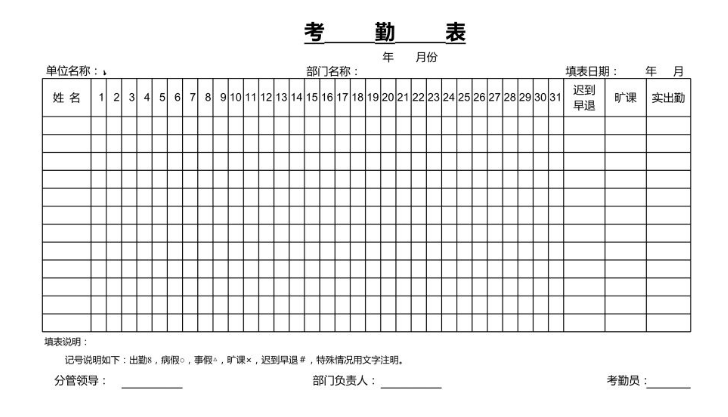 考 勤 表
年 月份
单位名称： 部门名称： 填表日期： 年 月
姓 名 1 2 3 4 5 6 7 8 9 10 11 12 13 14 15 16 17 18 19 20 21 22 23 24 25 26 27 28 29 30 31 迟到早退 旷课 实出勤
填表说明：
记号说明如下：出勤8，病假○，事假△，旷课×，迟到早退＃，特殊情况用文字注明。
分管领导： 部门负责人： 考勤员：